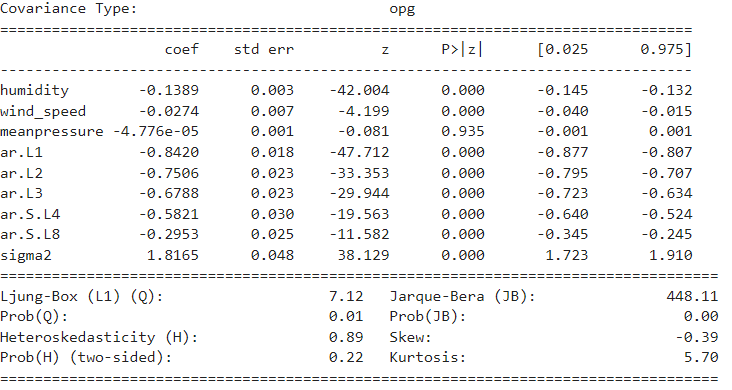 Covariance Type:                            opg
==============================================================================
                 coef    std err          z      P>|z|      [0.025      0.975]
------------------------------------------------------------------------------
humidity      -0.1389      0.003    -42.004      0.000      -0.145      -0.132
wind_speed    -0.0274      0.007     -4.199      0.000      -0.040      -0.015
meanpressure -4.776e-05    0.001     -0.081      0.935      -0.001       0.001
ar.L1         -0.8420      0.018    -47.712      0.000      -0.877      -0.807
ar.L2         -0.7506      0.023    -33.353      0.000      -0.795      -0.707
ar.L3         -0.6788      0.023    -29.944      0.000      -0.723      -0.634
ar.S.L4       -0.5821      0.030    -19.563      0.000      -0.640      -0.524
ar.S.L8       -0.2953      0.025    -11.582      0.000      -0.345      -0.245
sigma2         1.8165      0.048     38.129      0.000       1.723       1.910
===================================================================================
Ljung-Box (L1) (Q):                   7.12   Jarque-Bera (JB):               448.11
Prob(Q):                              0.01   Prob(JB):                         0.00
Heteroskedasticity (H):               0.89   Skew:                            -0.39
Prob(H) (two-sided):                  0.22   Kurtosis:                         5.70
===================================================================================